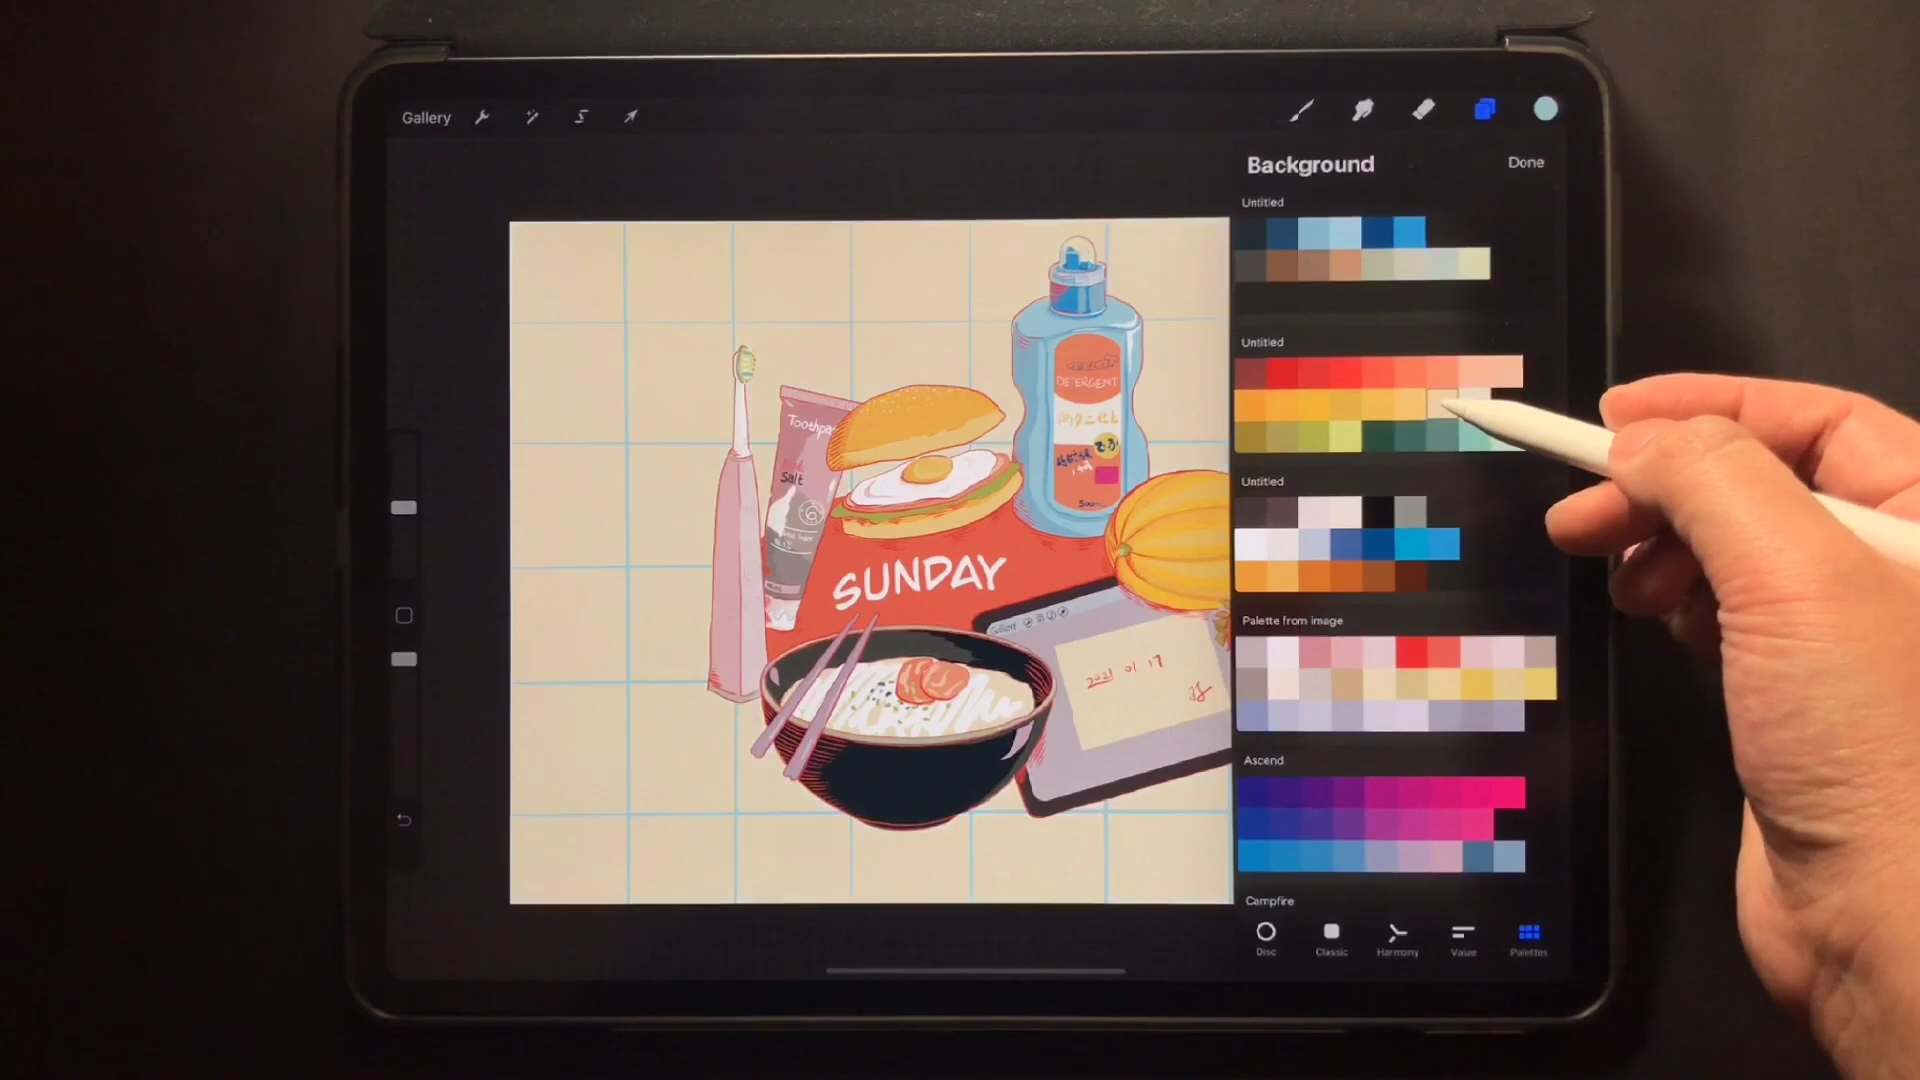 Gallery
Background
Done
Untitled
Untitled
Untitled
Palette from image
Ascend
Campfire
Disc
Classic
Harmony
Value
Palettes
DETERGENT
Toothpa
Salt
SUNDAY
Gallery
2021 01 17